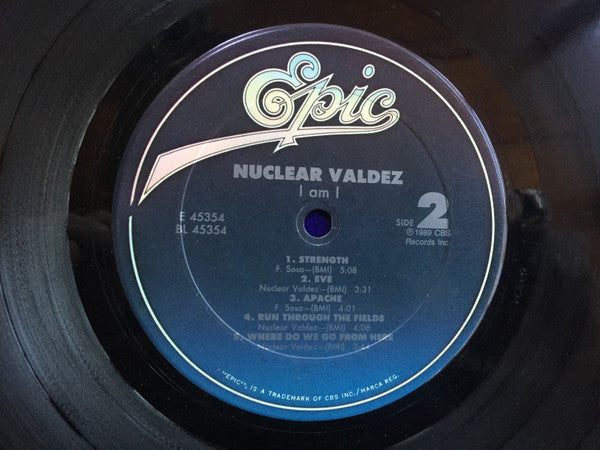 Epic
NUCLEAR VALDEZ
I am I
E 45354
BL 45354
SIDE 2
℗1989 CBS
Records Inc.
1. STRENGTH
F. Sosa—(BMI) 5:08
2. EVE
Nuclear Valdez—(BMI) 3:31
3. APACHE
F. Sosa—(BMI) 4:01
4. RUN THROUGH THE FIELDS
Nuclear Valdez—(BMI) 4:06
5. WHERE DO WE GO FROM HERE
Nuclear Valdez—(BMI)
"EPIC", IS A TRADEMARK OF CBS INC./MARCA REG.